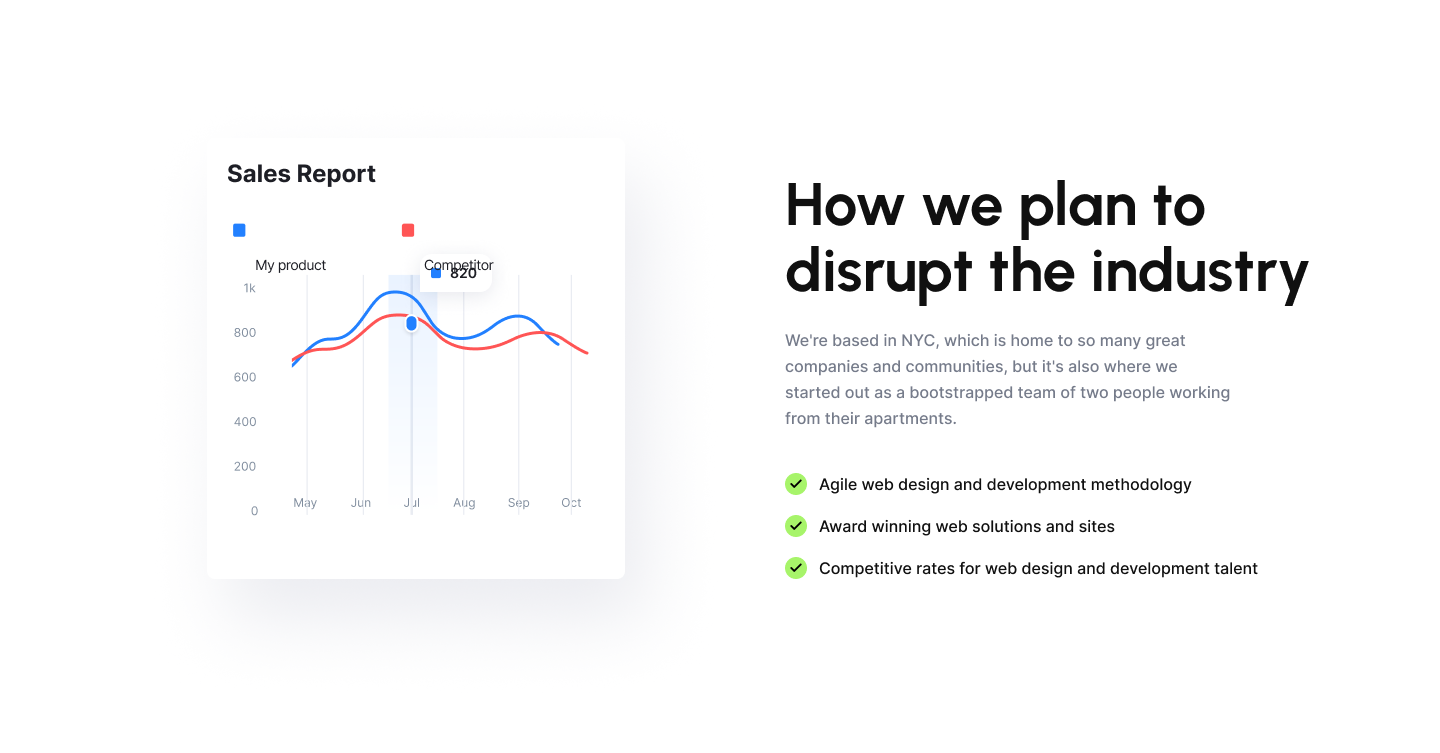 Sales Report
My product
Competitor
820
1k
800
600
400
200
0
May Jun Jul Aug Sep Oct
How we plan to
disrupt the industry
We're based in NYC, which is home to so many great
companies and communities, but it's also where we
started out as a bootstrapped team of two people working
from their apartments.
Agile web design and development methodology
Award winning web solutions and sites
Competitive rates for web design and development talent